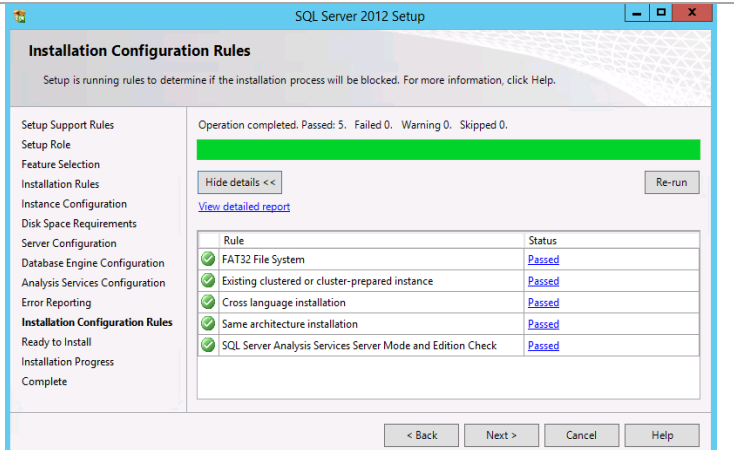 SQL Server 2012 Setup
Installation Configuration Rules
Setup is running rules to determine if the installation process will be blocked. For more information, click Help.
Setup Support Rules
Setup Role
Feature Selection
Installation Rules
Instance Configuration
Disk Space Requirements
Server Configuration
Database Engine Configuration
Analysis Services Configuration
Error Reporting
Installation Configuration Rules
Ready to Install
Installation Progress
Complete
Operation completed. Passed: 5. Failed 0. Warning 0. Skipped 0.
Hide details <<
Re-run
View detailed report
Rule Status
FAT32 File System Passed
Existing clustered or cluster-prepared instance Passed
Cross language installation Passed
Same architecture installation Passed
SQL Server Analysis Services Server Mode and Edition Check Passed
< Back Next > Cancel Help